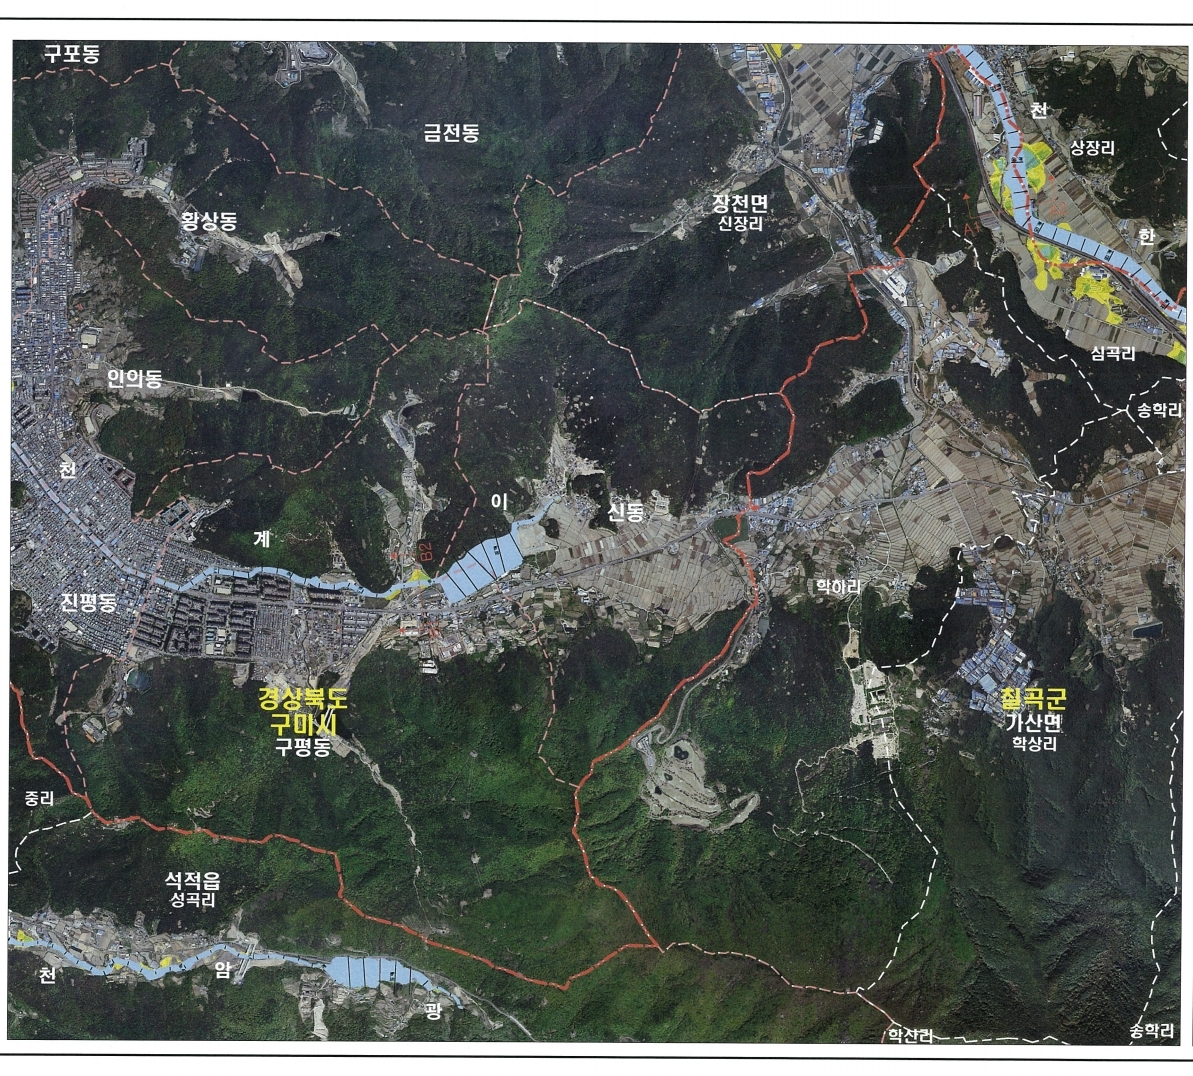 구포동
금전동
천
상장리
장천면
신장리
황상동
한
A1
심곡리
인의동
송학리
천
이
신동
계
B2
학하리
진평동
경상북도
구미시
구평동
칠곡군
가산면
학상리
중리
석적읍
성곡리
천
암
광
학산리
송학리